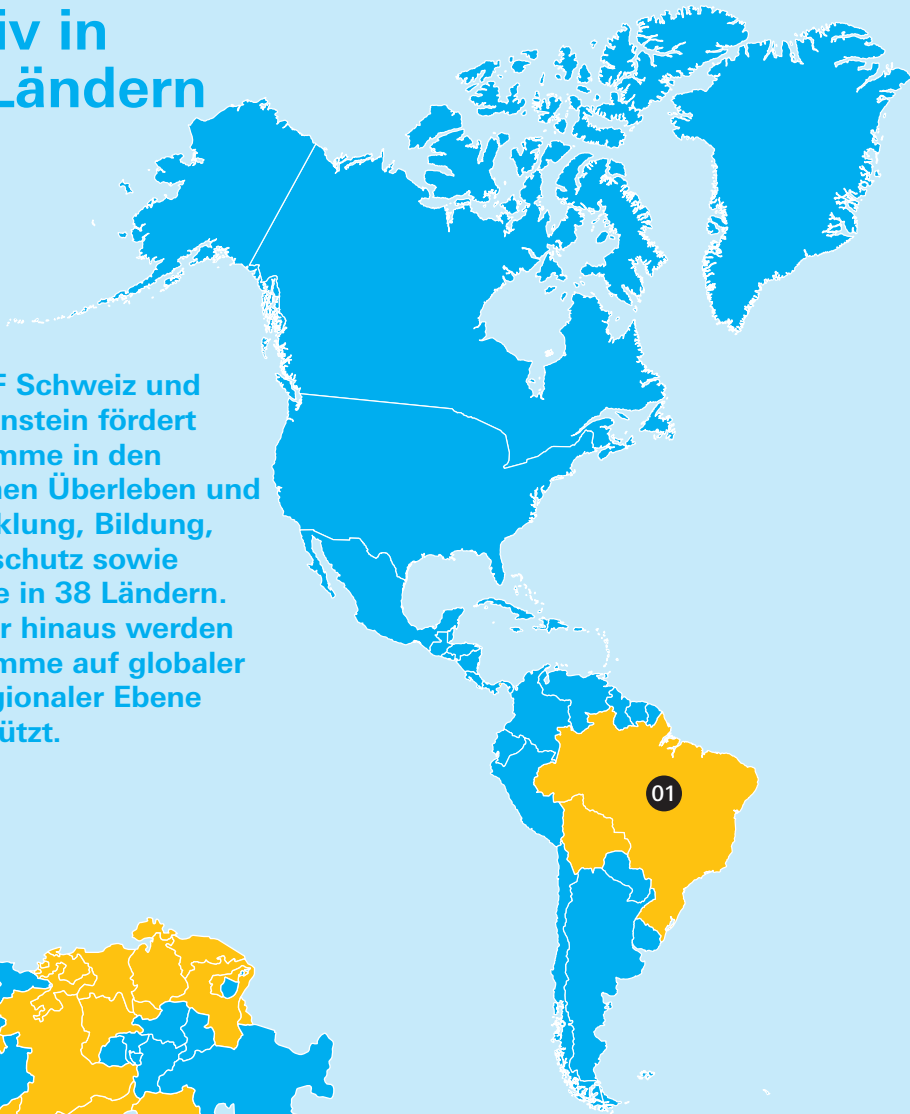 iv in
Ländern
F Schweiz und
nstein fördert
mme in den
en Überleben und
klung, Bildung,
schutz sowie
e in 38 Ländern.
r hinaus werden
mme auf globaler
gionaler Ebene
ützt.
01